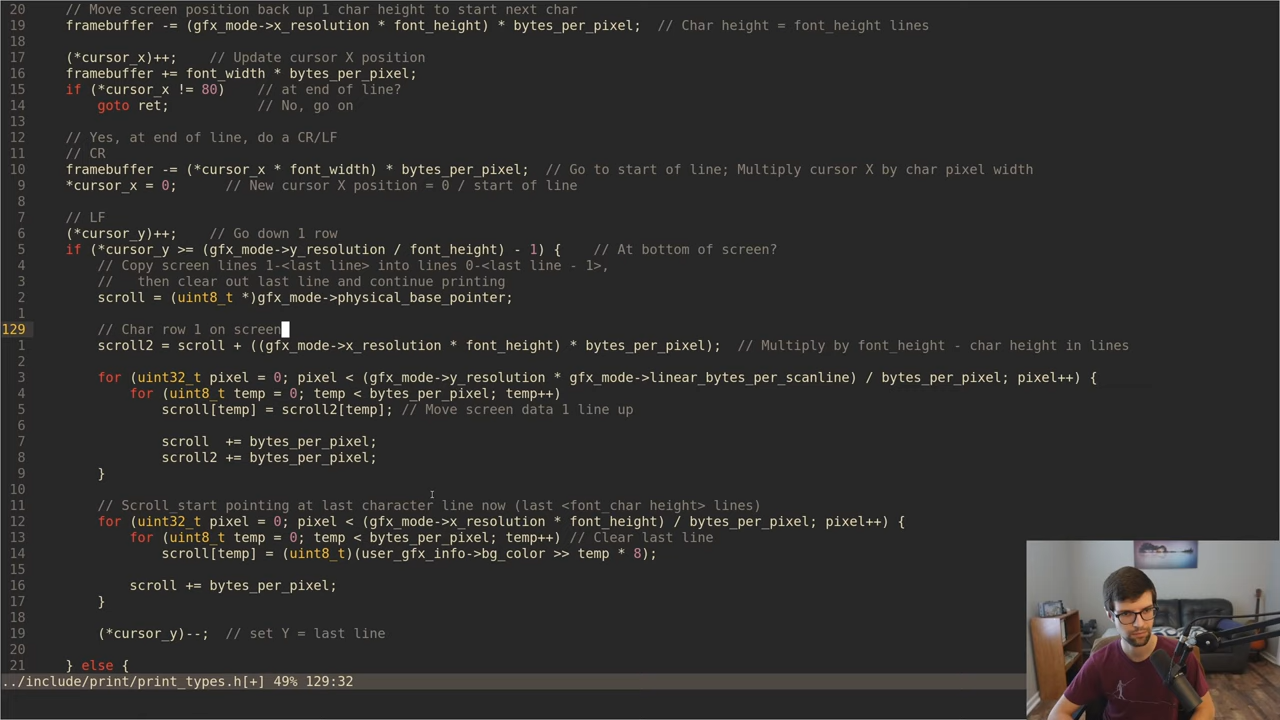 20    // Move screen position back up 1 char height to start next char
19    framebuffer -= (gfx_mode->x_resolution * font_height) * bytes_per_pixel;  // Char height = font_height lines
18
17    (*cursor_x)++;    // Update cursor X position
16    framebuffer += font_width * bytes_per_pixel;
15    if (*cursor_x != 80)    // at end of line?
14        goto ret;           // No, go on
13
12    // Yes, at end of line, do a CR/LF
11    // CR
10    framebuffer -= (*cursor_x * font_width) * bytes_per_pixel;  // Go to start of line; Multiply cursor X by char pixel width
9    *cursor_x = 0;      // New cursor X position = 0 / start of line
8
7    // LF
6    (*cursor_y)++;    // Go down 1 row
5    if (*cursor_y >= (gfx_mode->y_resolution / font_height) - 1) {    // At bottom of screen?
4        // Copy screen lines 1-<last line> into lines 0-<last line - 1>,
3        //   then clear out last line and continue printing
2        scroll = (uint8_t *)gfx_mode->physical_base_pointer;
1
129        // Char row 1 on screen
1        scroll2 = scroll + ((gfx_mode->x_resolution * font_height) * bytes_per_pixel);  // Multiply by font_height - char height in lines
2
3        for (uint32_t pixel = 0; pixel < (gfx_mode->y_resolution * gfx_mode->linear_bytes_per_scanline) / bytes_per_pixel; pixel++) {
4            for (uint8_t temp = 0; temp < bytes_per_pixel; temp++)
5                scroll[temp] = scroll2[temp]; // Move screen data 1 line up
6
7                scroll  += bytes_per_pixel;
8                scroll2 += bytes_per_pixel;
9        }
10
11        // Scroll_start pointing at last character line now (last <font_char height> lines)
12        for (uint32_t pixel = 0; pixel < (gfx_mode->x_resolution * font_height) / bytes_per_pixel; pixel++) {
13            for (uint8_t temp = 0; temp < bytes_per_pixel; temp++) // Clear last line
14                scroll[temp] = (uint8_t)(user_gfx_info->bg_color >> temp * 8);
15
16            scroll += bytes_per_pixel;
17        }
18
19        (*cursor_y)--;  // set Y = last line
20
21    } else {
../include/print/print_types.h[+] 49% 129:32